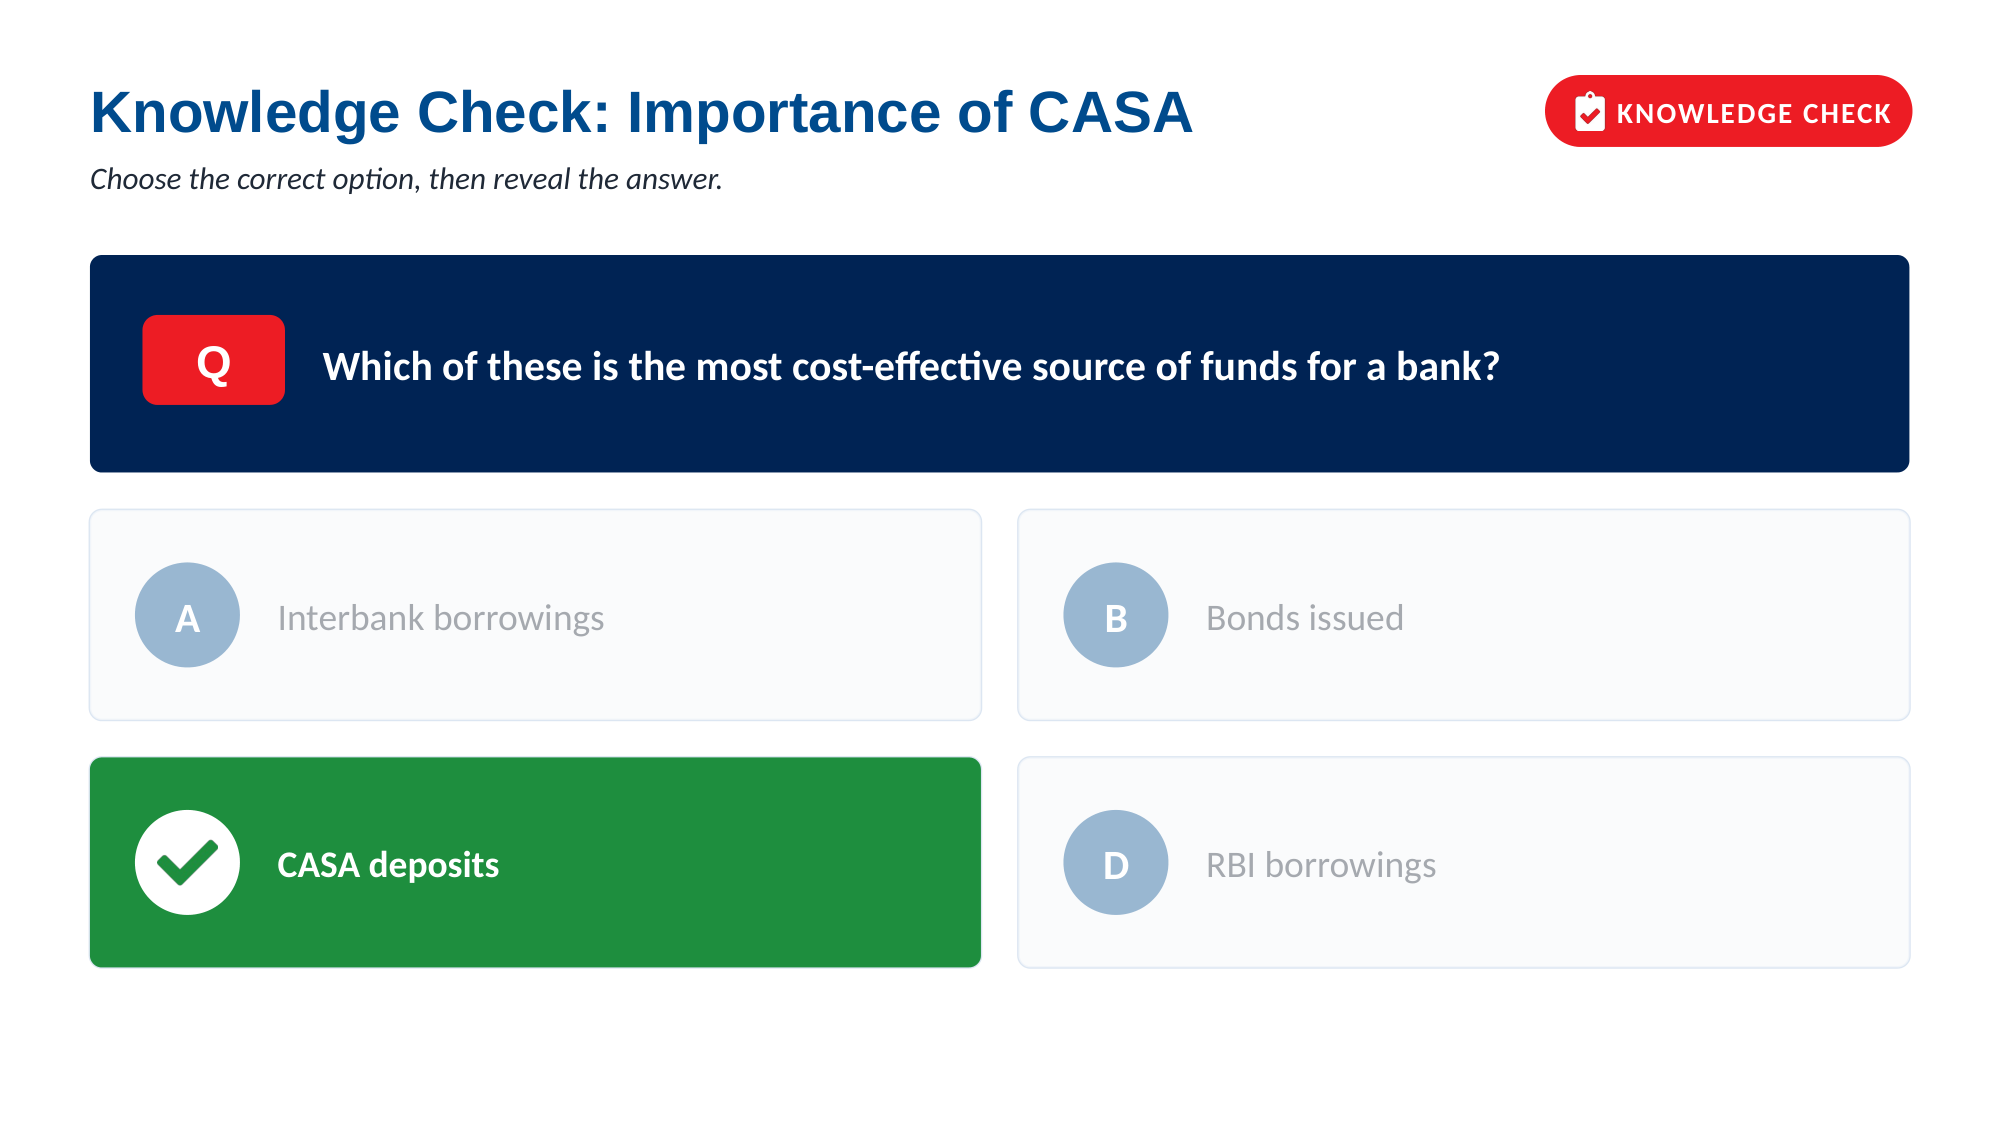 Knowledge Check: Importance of CASA
KNOWLEDGE CHECK
Choose the correct option, then reveal the answer.
Q
Which of these is the most cost-effective source of funds for a bank?
A
Interbank borrowings
B
Bonds issued
CASA deposits
D
RBI borrowings